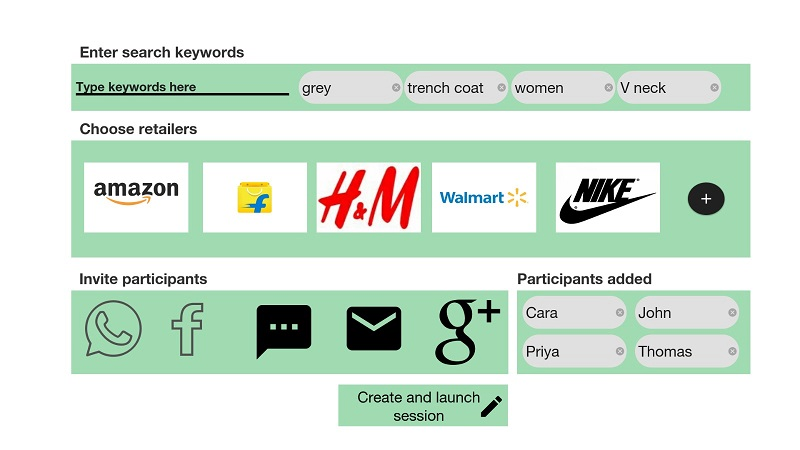 Enter search keywords
Type keywords here
grey
trench coat
women
V neck
Choose retailers
amazon
f
H&M
Walmart
NIKE
+
Invite participants
Participants added
f
g+
Cara
John
Priya
Thomas
Create and launch
session